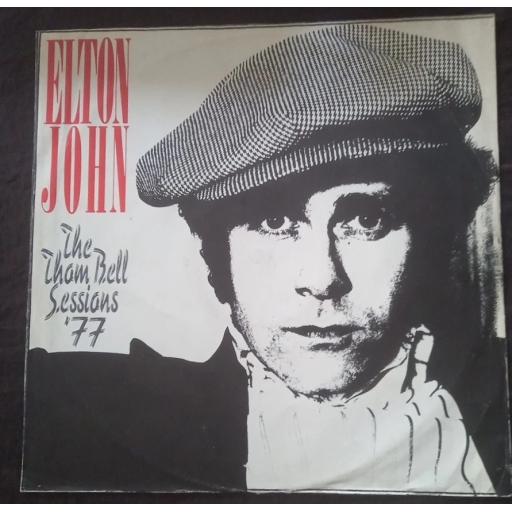 ELTON
JOHN
The
Thom Bell
Sessions
'77